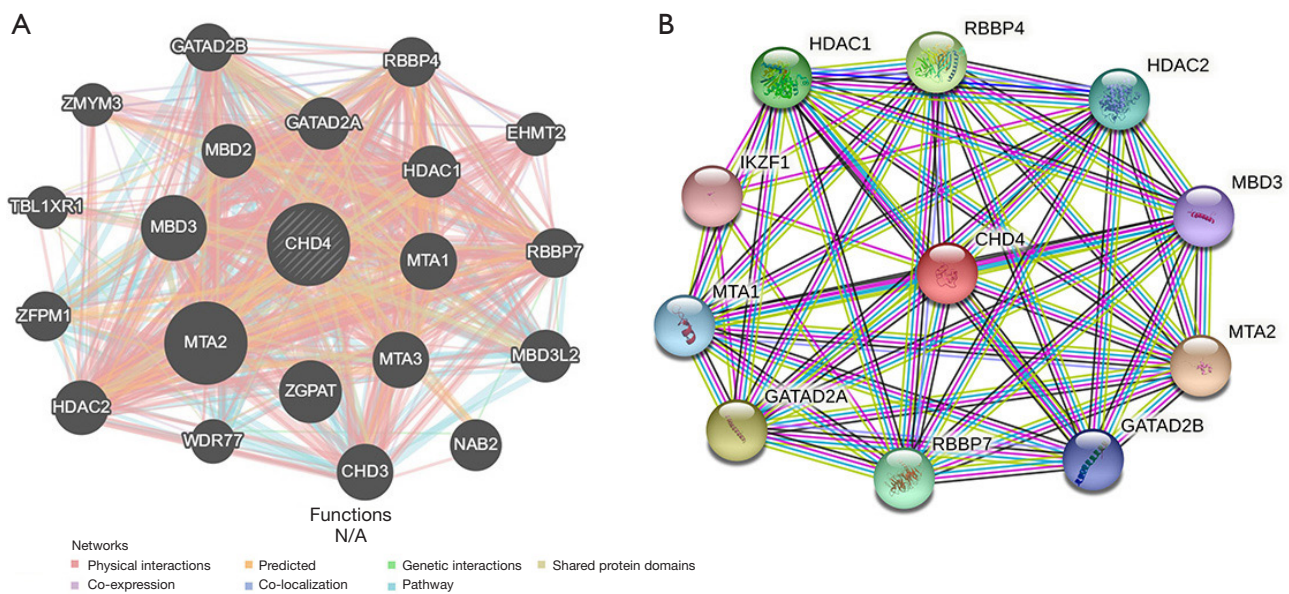 A
GATAD2B
RBBP4
ZMYM3
GATAD2A
EHMT2
MBD2
HDAC1
TBL1XR1
MBD3
CHD4
MTA1
RBBP7
ZFPM1
MTA2
MTA3
MBD3L2
ZGPAT
HDAC2
WDR77
NAB2
CHD3
Functions
N/A
Networks
Physical interactions
Predicted
Genetic interactions
Shared protein domains
Co-expression
Co-localization
Pathway
B
HDAC1
RBBP4
HDAC2
IKZF1
MBD3
CHD4
MTA1
MTA2
GATAD2A
GATAD2B
RBBP7